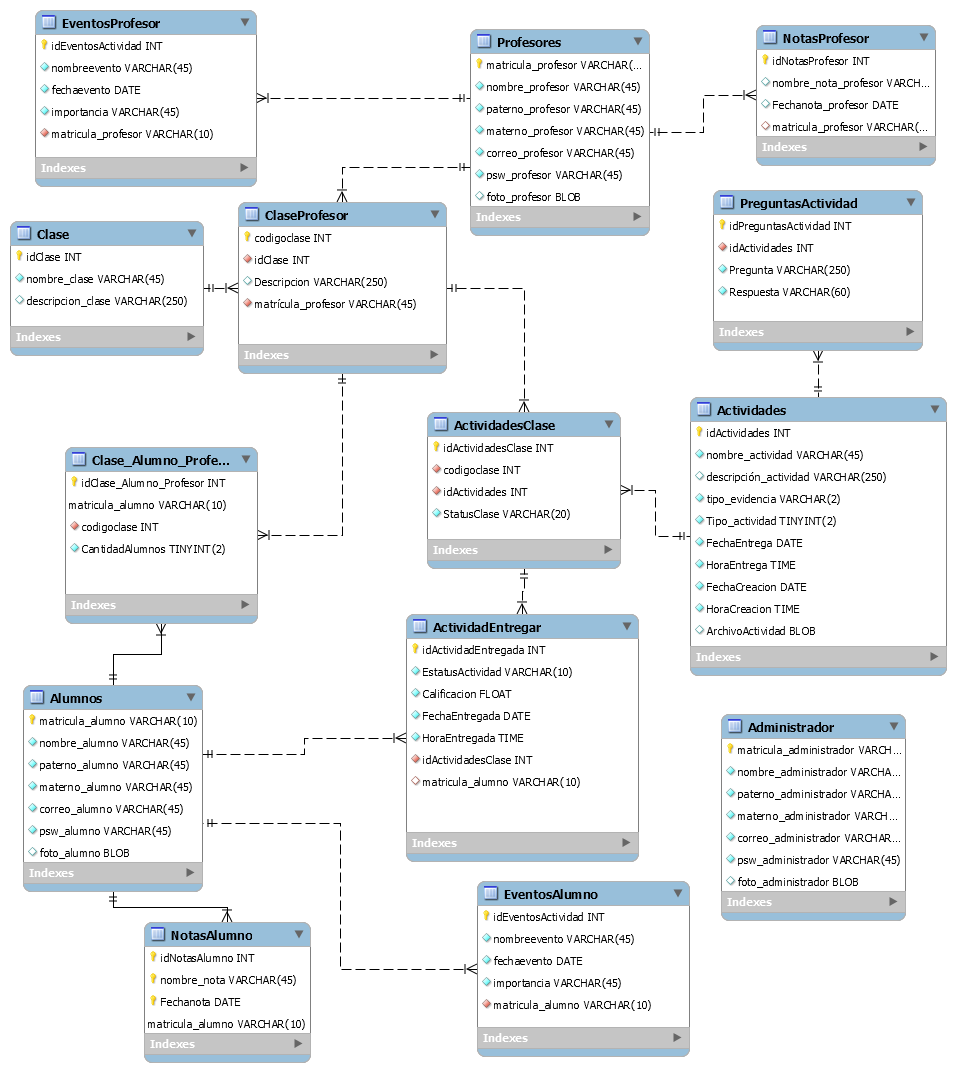 EventosProfesor
idEventosActividad INT
nombreevento VARCHAR(45)
fechaevento DATE
importancia VARCHAR(45)
matricula_profesor VARCHAR(10)
Indexes
Profesores
matricula_profesor VARCHAR(...
nombre_profesor VARCHAR(45)
paterno_profesor VARCHAR(45)
materno_profesor VARCHAR(45)
correo_profesor VARCHAR(45)
psw_profesor VARCHAR(45)
foto_profesor BLOB
Indexes
NotasProfesor
idNotasProfesor INT
nombre_nota_profesor VARCH...
Fechanota_profesor DATE
matricula_profesor VARCHAR(...
Indexes
Clase
idClase INT
nombre_clase VARCHAR(45)
descripcion_clase VARCHAR(250)
Indexes
ClaseProfesor
codigoclase INT
idClase INT
Descripcion VARCHAR(250)
matrícula_profesor VARCHAR(45)
Indexes
PreguntasActividad
idPreguntasActividad INT
idActividades INT
Pregunta VARCHAR(250)
Respuesta VARCHAR(60)
Indexes
Clase_Alumno_Profe...
idClase_Alumno_Profesor INT
matricula_alumno VARCHAR(10)
codigoclase INT
CantidadAlumnos TINYINT(2)
Indexes
ActividadesClase
idActividadesClase INT
codigoclase INT
idActividades INT
StatusClase VARCHAR(20)
Indexes
Actividades
idActividades INT
nombre_actividad VARCHAR(45)
descripción_actividad VARCHAR(250)
tipo_evidencia VARCHAR(2)
Tipo_actividad TINYINT(2)
FechaEntrega DATE
HoraEntrega TIME
FechaCreacion DATE
HoraCreacion TIME
ArchivoActividad BLOB
Indexes
Alumnos
matricula_alumno VARCHAR(10)
nombre_alumno VARCHAR(45)
paterno_alumno VARCHAR(45)
materno_alumno VARCHAR(45)
correo_alumno VARCHAR(45)
psw_alumno VARCHAR(45)
foto_alumno BLOB
Indexes
ActividadEntregar
idActividadEntregada INT
EstatusActividad VARCHAR(10)
Calificacion FLOAT
FechaEntregada DATE
HoraEntregada TIME
idActividadesClase INT
matricula_alumno VARCHAR(10)
Indexes
Administrador
matricula_administrador VARCH...
nombre_administrador VARCHA...
paterno_administrador VARCHA...
materno_administrador VARCH...
correo_administrador VARCHA...
psw_administrador VARCHAR(45)
foto_administrador BLOB
Indexes
NotasAlumno
idNotasAlumno INT
nombre_nota VARCHAR(45)
Fechanota DATE
matricula_alumno VARCHAR(10)
Indexes
EventosAlumno
idEventosActividad INT
nombreevento VARCHAR(45)
fechaevento DATE
importancia VARCHAR(45)
matricula_alumno VARCHAR(10)
Indexes